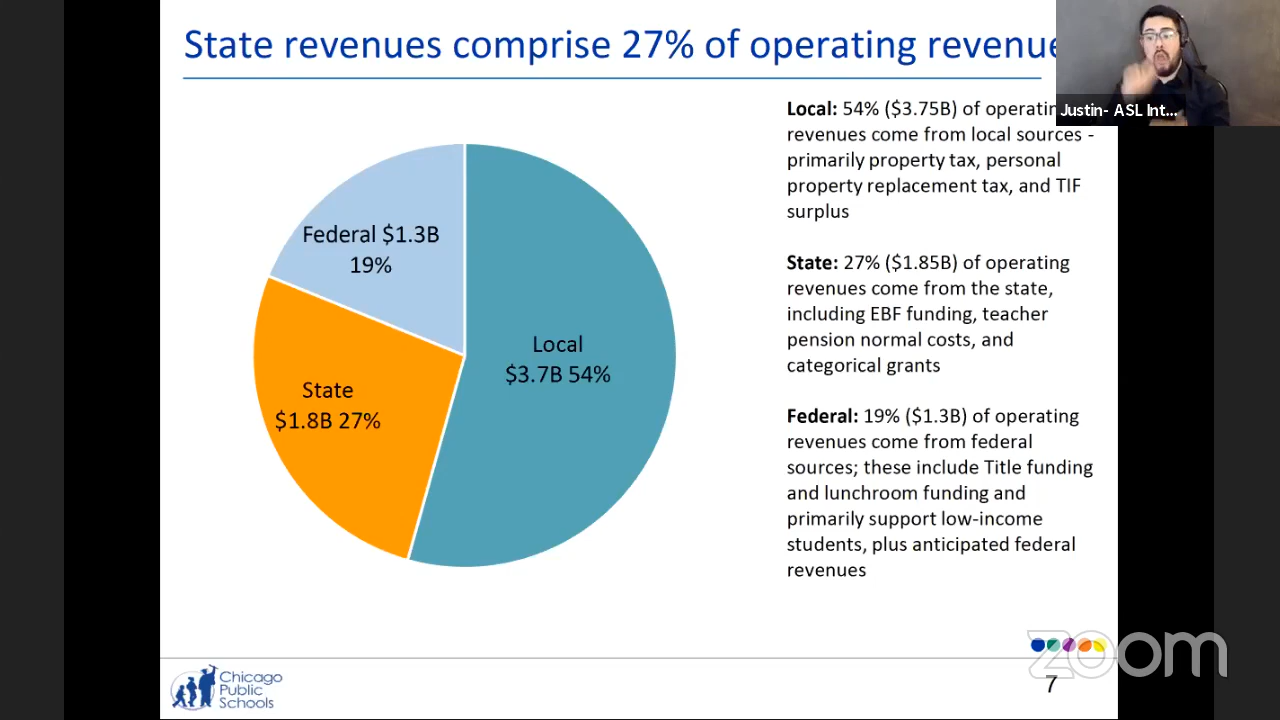 State revenues comprise 27% of operating revenue
Justin- ASL Int...
Federal $1.3B
19%
State
$1.8B 27%
Local
$3.7B 54%
Local: 54% ($3.75B) of operating
revenues come from local sources -
primarily property tax, personal
property replacement tax, and TIF
surplus
State: 27% ($1.85B) of operating
revenues come from the state,
including EBF funding, teacher
pension normal costs, and
categorical grants
Federal: 19% ($1.3B) of operating
revenues come from federal
sources; these include Title funding
and lunchroom funding and
primarily support low-income
students, plus anticipated federal
revenues
zoom
Chicago
Public
Schools
7